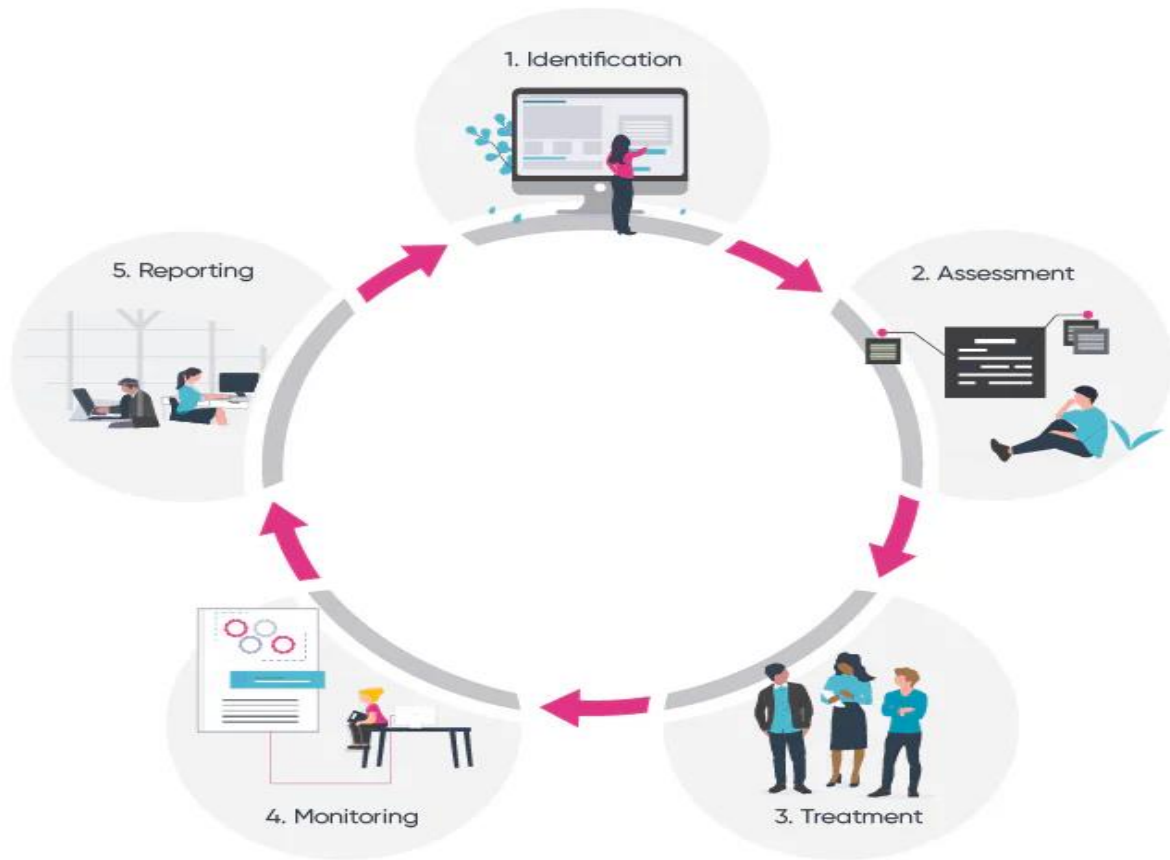 1. Identification
2. Assessment
3. Treatment
4. Monitoring
5. Reporting